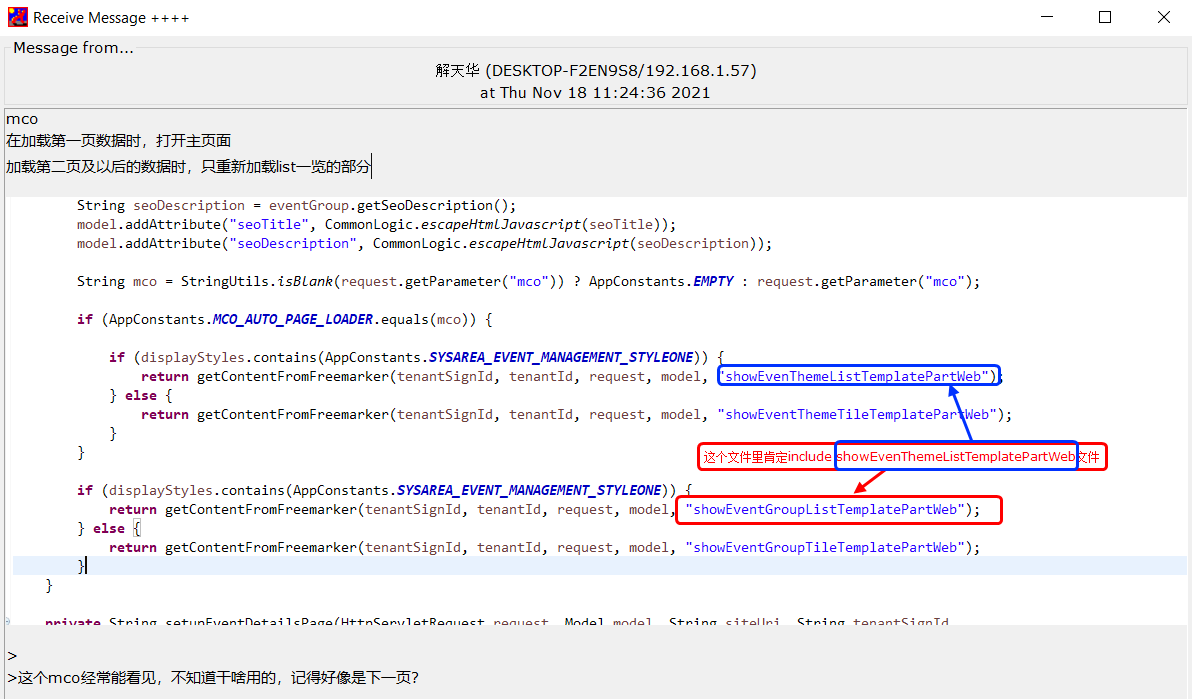 Receive Message ++++
Message from...
解天华 (DESKTOP-F2EN9S8/192.168.1.57)
at Thu Nov 18 11:24:36 2021
mco
在加载第一页数据时，打开主页面
加载第二页及以后的数据时，只重新加载list一览的部分
String seoDescription = eventGroup.getSeoDescription();
model.addAttribute("seoTitle", CommonLogic.escapeHtmlJavascript(seoTitle));
model.addAttribute("seoDescription", CommonLogic.escapeHtmlJavascript(seoDescription));
String mco = StringUtils.isBlank(request.getParameter("mco")) ? AppConstants.EMPTY : request.getParameter("mco");
if (AppConstants.MCO_AUTO_PAGE_LOADER.equals(mco)) {
if (displayStyles.contains(AppConstants.SYSAREA_EVENT_MANAGEMENT_STYLEONE)) {
return getContentFromFreemarker(tenantSignId, tenantId, request, model, "showEvenThemeListTemplatePartWeb");
} else {
return getContentFromFreemarker(tenantSignId, tenantId, request, model, "showEventThemeTileTemplatePartWeb");
}
}
这个文件里肯定include showEvenThemeListTemplatePartWeb文件
if (displayStyles.contains(AppConstants.SYSAREA_EVENT_MANAGEMENT_STYLEONE)) {
return getContentFromFreemarker(tenantSignId, tenantId, request, model, "showEventGroupListTemplatePartWeb");
} else {
return getContentFromFreemarker(tenantSignId, tenantId, request, model, "showEventGroupTileTemplatePartWeb");
}
}
private String setupEventDetailsPage(HttpServletRequest request, Model model, String siteUri, String tenantSignId,
>
>这个mco经常能看见，不知道干啥用的，记得好像是下一页?